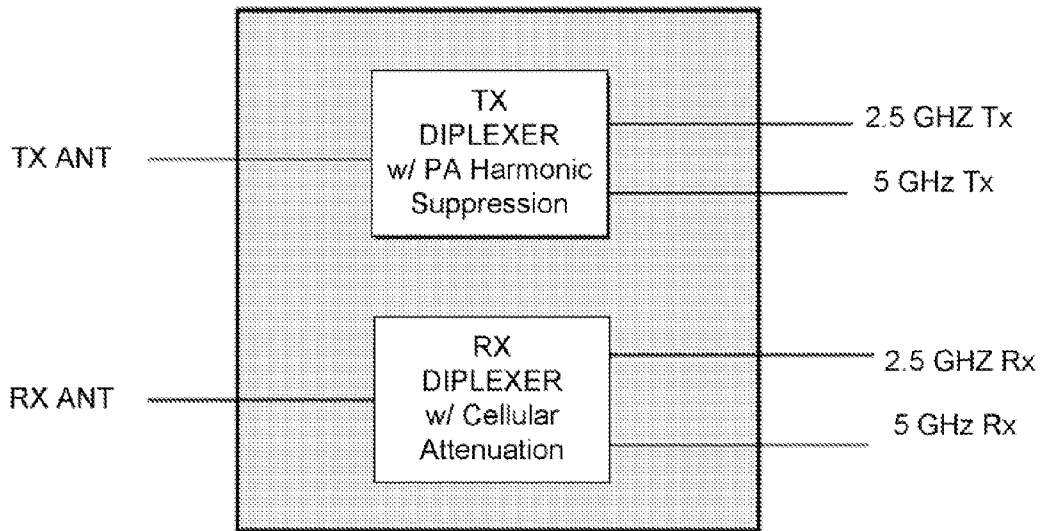 TX ANT
TX
DIPLEXER
w/ PA Harmonic
Suppression
2.5 GHZ Tx
5 GHz Tx
RX ANT
RX
DIPLEXER
w/ Cellular
Attenuation
2.5 GHZ Rx
5 GHz Rx